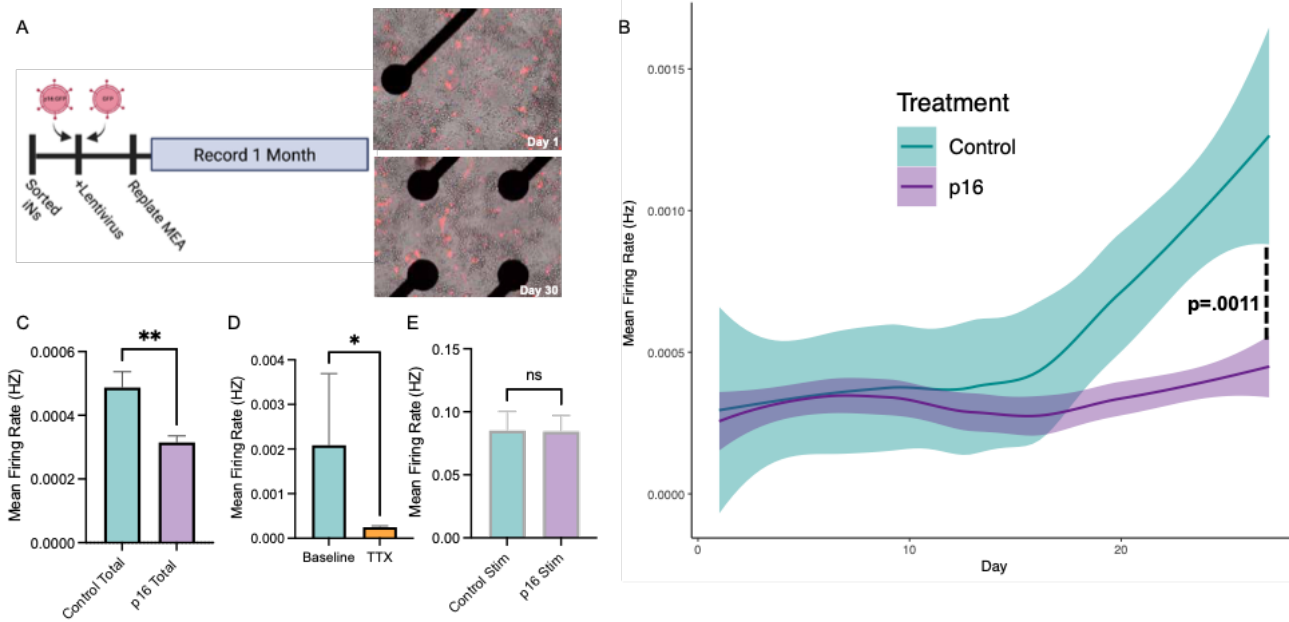 A
p16 GFP
GFP
Record 1 Month
Sorted
iNs
+Lentivirus
Replate MEA
Day 1
Day 30
B
Mean Firing Rate (Hz)
0.0015
0.0010
0.0005
0.0000
Treatment
Control
p16
p=.0011
0
10
20
Day
C
**
Mean Firing Rate (HZ)
0.0006
0.0004
0.0002
0.0000
Control Total
p16 Total
D
*
Mean Firing Rate (HZ)
0.004
0.003
0.002
0.001
0.000
Baseline
TTX
E
ns
Mean Firing Rate (HZ)
0.15
0.10
0.05
0.00
Control Stim
p16 Stim